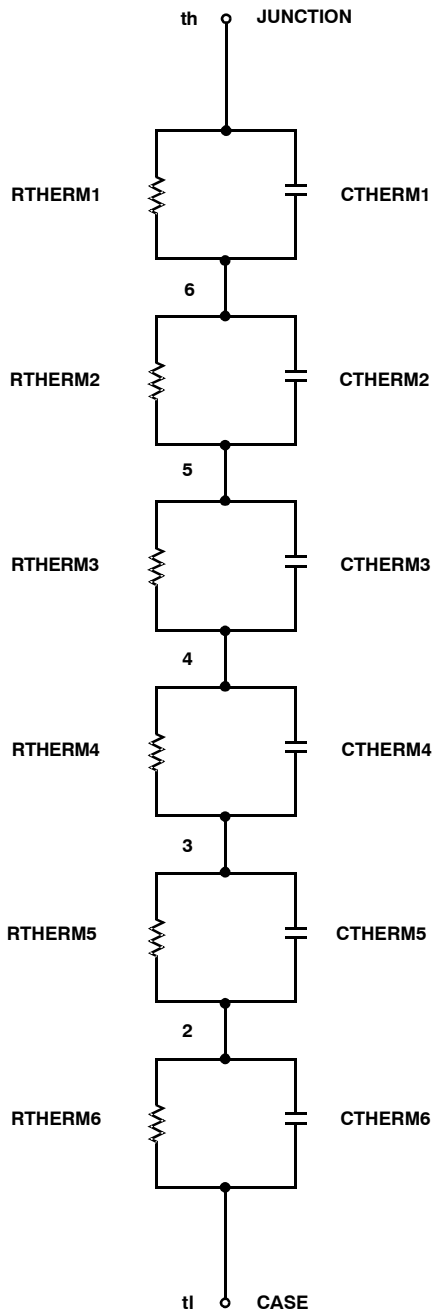 th JUNCTION
RTHERM1 CTHERM1
6
RTHERM2 CTHERM2
5
RTHERM3 CTHERM3
4
RTHERM4 CTHERM4
3
RTHERM5 CTHERM5
2
RTHERM6 CTHERM6
tl CASE